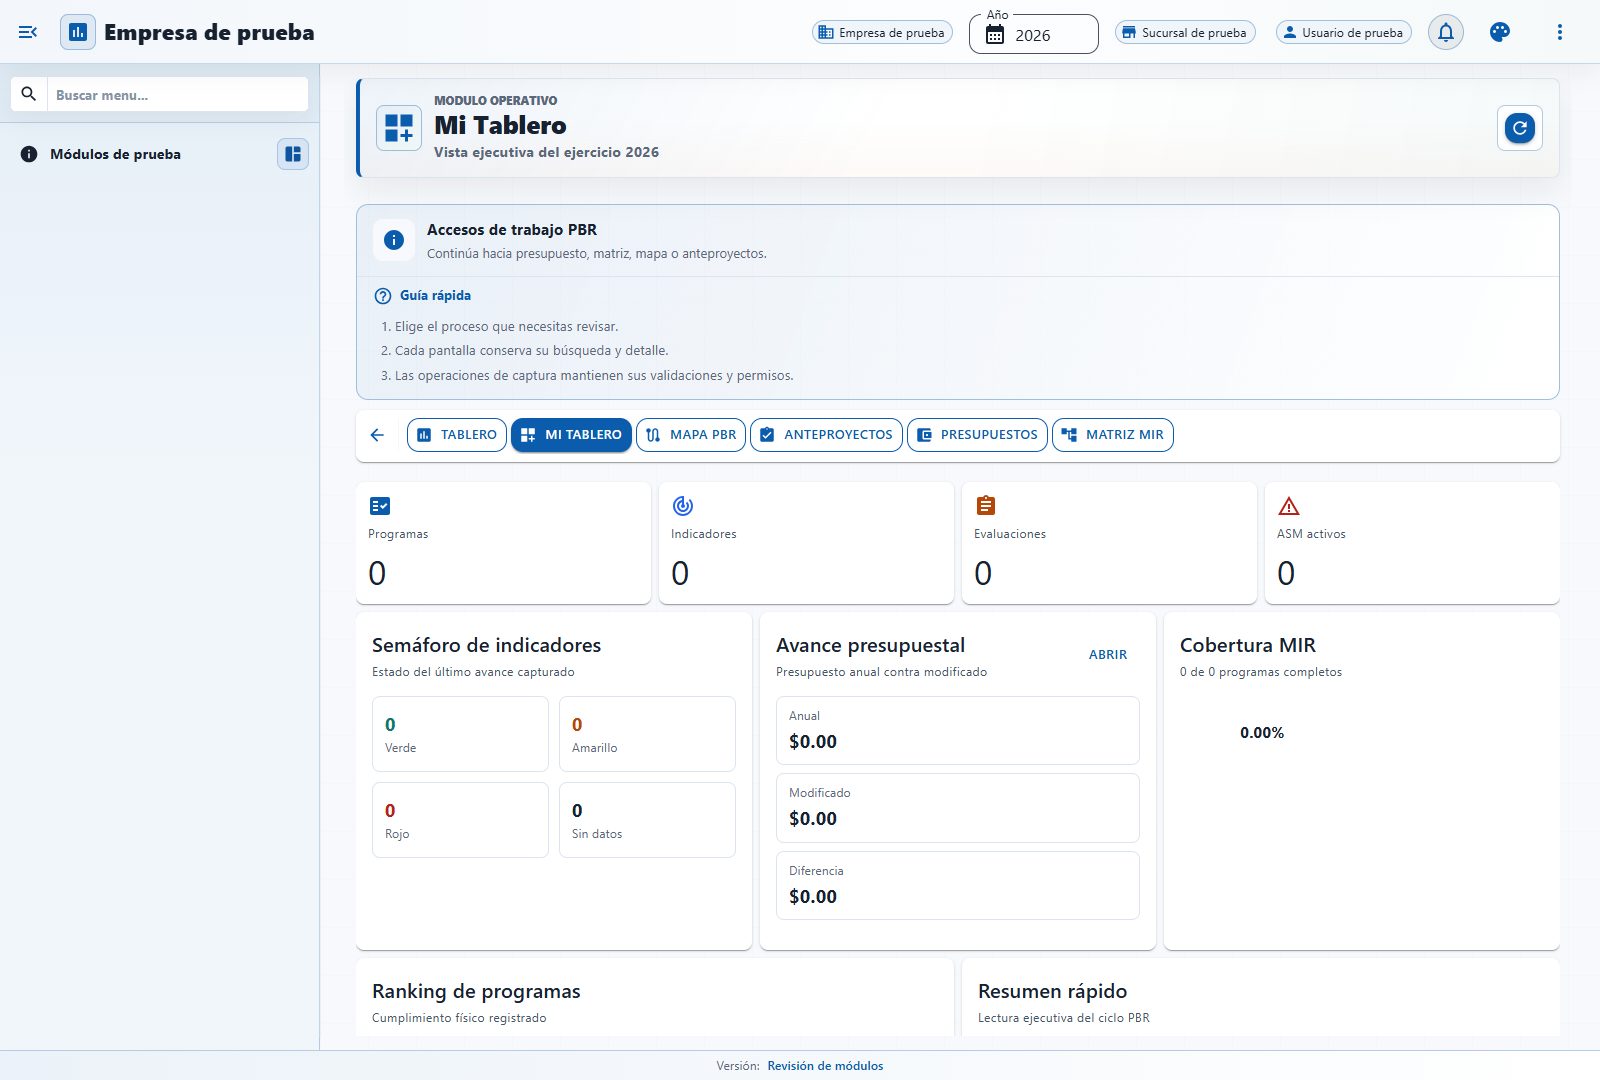 Empresa de prueba
Empresa de prueba
Año
2026
Sucursal de prueba
Usuario de prueba
Buscar menu...
Módulos de prueba
MODULO OPERATIVO
Mi Tablero
Vista ejecutiva del ejercicio 2026
Accesos de trabajo PBR
Continúa hacia presupuesto, matriz, mapa o anteproyectos.
Guía rápida
1. Elige el proceso que necesitas revisar.
2. Cada pantalla conserva su búsqueda y detalle.
3. Las operaciones de captura mantienen sus validaciones y permisos.
TABLERO
MI TABLERO
MAPA PBR
ANTEPROYECTOS
PRESUPUESTOS
MATRIZ MIR
Programas
0
Indicadores
0
Evaluaciones
0
ASM activos
0
Semáforo de indicadores
Estado del último avance capturado
0
Verde
0
Amarillo
0
Rojo
0
Sin datos
Avance presupuestal
Presupuesto anual contra modificado
ABRIR
Anual
$0.00
Modificado
$0.00
Diferencia
$0.00
Cobertura MIR
0 de 0 programas completos
0.00%
Ranking de programas
Cumplimiento físico registrado
Resumen rápido
Lectura ejecutiva del ciclo PBR
Versión: Revisión de módulos